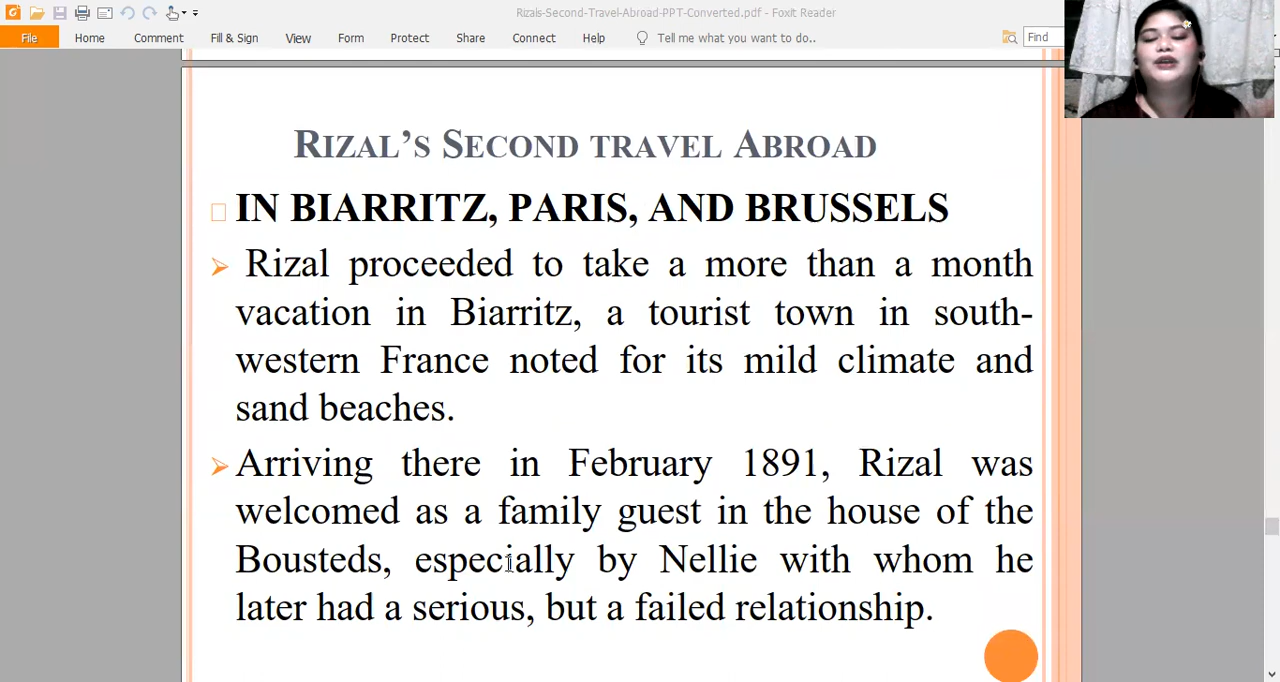 Rizals-Second-Travel-Abroad-PPT-Converted.pdf - Foxit Reader
File Home Comment Fill & Sign View Form Protect Share Connect Help Tell me what you want to do.. Find
RIZAL'S SECOND TRAVEL ABROAD
IN BIARRITZ, PARIS, AND BRUSSELS
Rizal proceeded to take a more than a month
vacation in Biarritz, a tourist town in south-
western France noted for its mild climate and
sand beaches.
Arriving there in February 1891, Rizal was
welcomed as a family guest in the house of the
Bousteds, especially by Nellie with whom he
later had a serious, but a failed relationship.